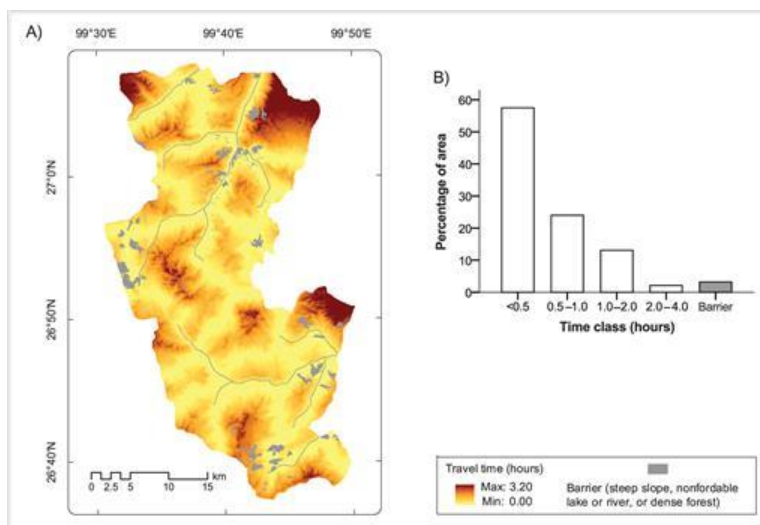 A)
99°30'E 99°40'E 99°50'E
27°0'N
26°50'N
26°40'N
km
0 2.5 5 10 15
B)
Percentage of area
60
50
40
30
20
10
0
<0.5 0.5–1.0 1.0–2.0 2.0–4.0 Barrier
Time class (hours)
Travel time (hours)
Max: 3.20
Min: 0.00
Barrier (steep slope, nonfordable
lake or river, or dense forest)